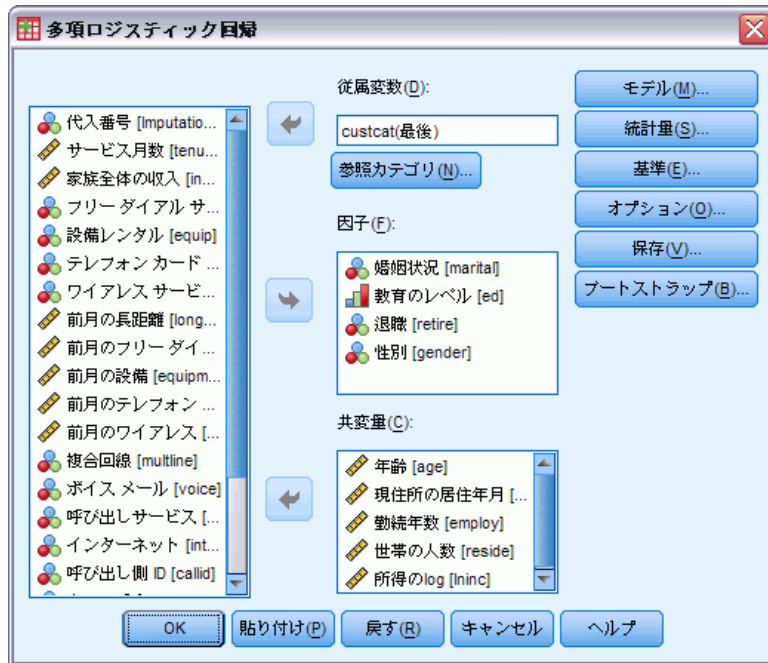 多項ロジスティック回帰
代入番号 [Imputatio...
サービス月数 [tenu...
家族全体の収入 [in...
フリー ダイアル サ...
設備レンタル [equip]
テレフォン カード ...
ワイアレス サービ...
前月の長距離 [long...
前月のフリー ダイ...
前月の設備 [equipm...
前月のテレフォン ...
前月のワイアレス [...
複合回線 [multline]
ボイス メール [voice]
呼び出しサービス [...
インターネット [int...
呼び出し側 ID [callid]
従属変数(D):
custcat(最後)
参照カテゴリ(N)...
因子(F):
婚姻状況 [marital]
教育のレベル [ed]
退職 [retire]
性別 [gender]
共変量(C):
年齢 [age]
現住所の居住年月 [...
勤続年数 [employ]
世帯の人数 [reside]
所得のlog [lninc]
モデル(M)...
統計量(S)...
基準(E)...
オプション(O)...
保存(V)...
ブートストラップ(B)...
OK
貼り付け(P)
戻す(R)
キャンセル
ヘルプ